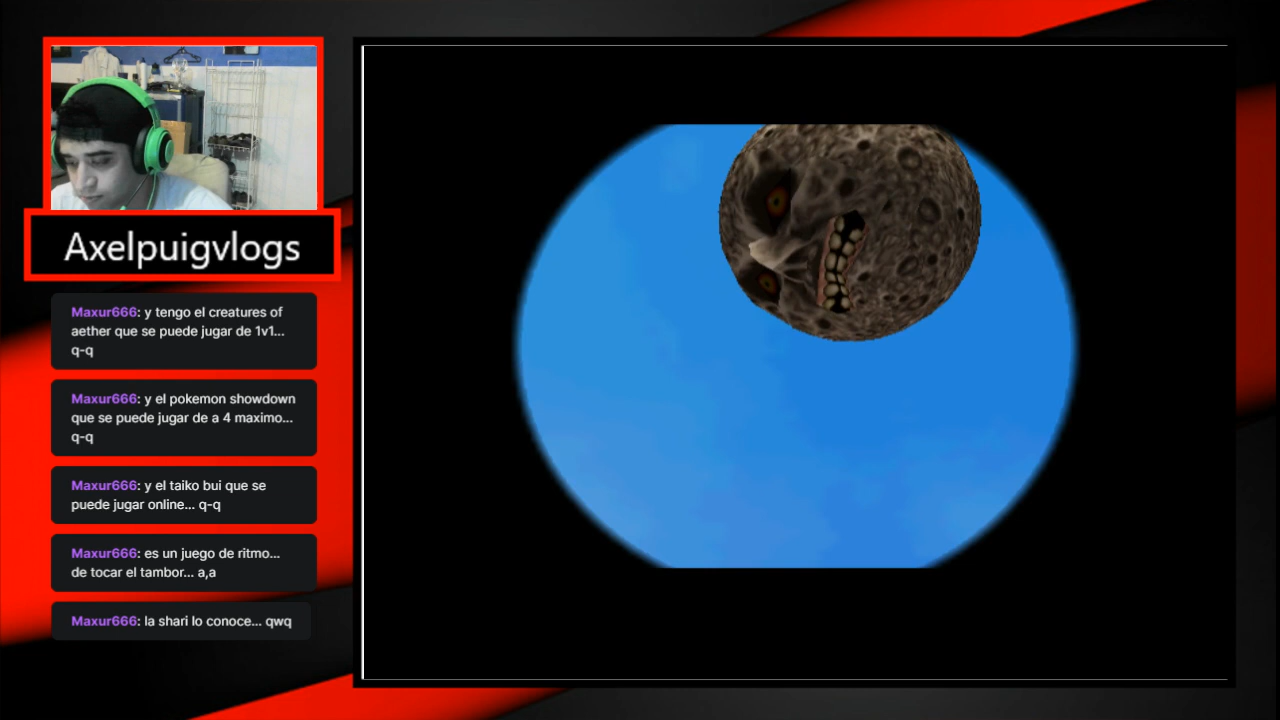 Axelpuigvlogs
Maxur666: y tengo el creatures of
aether que se puede jugar de 1v1...
q-q
Maxur666: y el pokemon showdown
que se puede jugar de a 4 maximo...
q-q
Maxur666: y el taiko bui que se
puede jugar online... q-q
Maxur666: es un juego de ritmo...
de tocar el tambor... a,a
Maxur666: la shari lo conoce... qwq